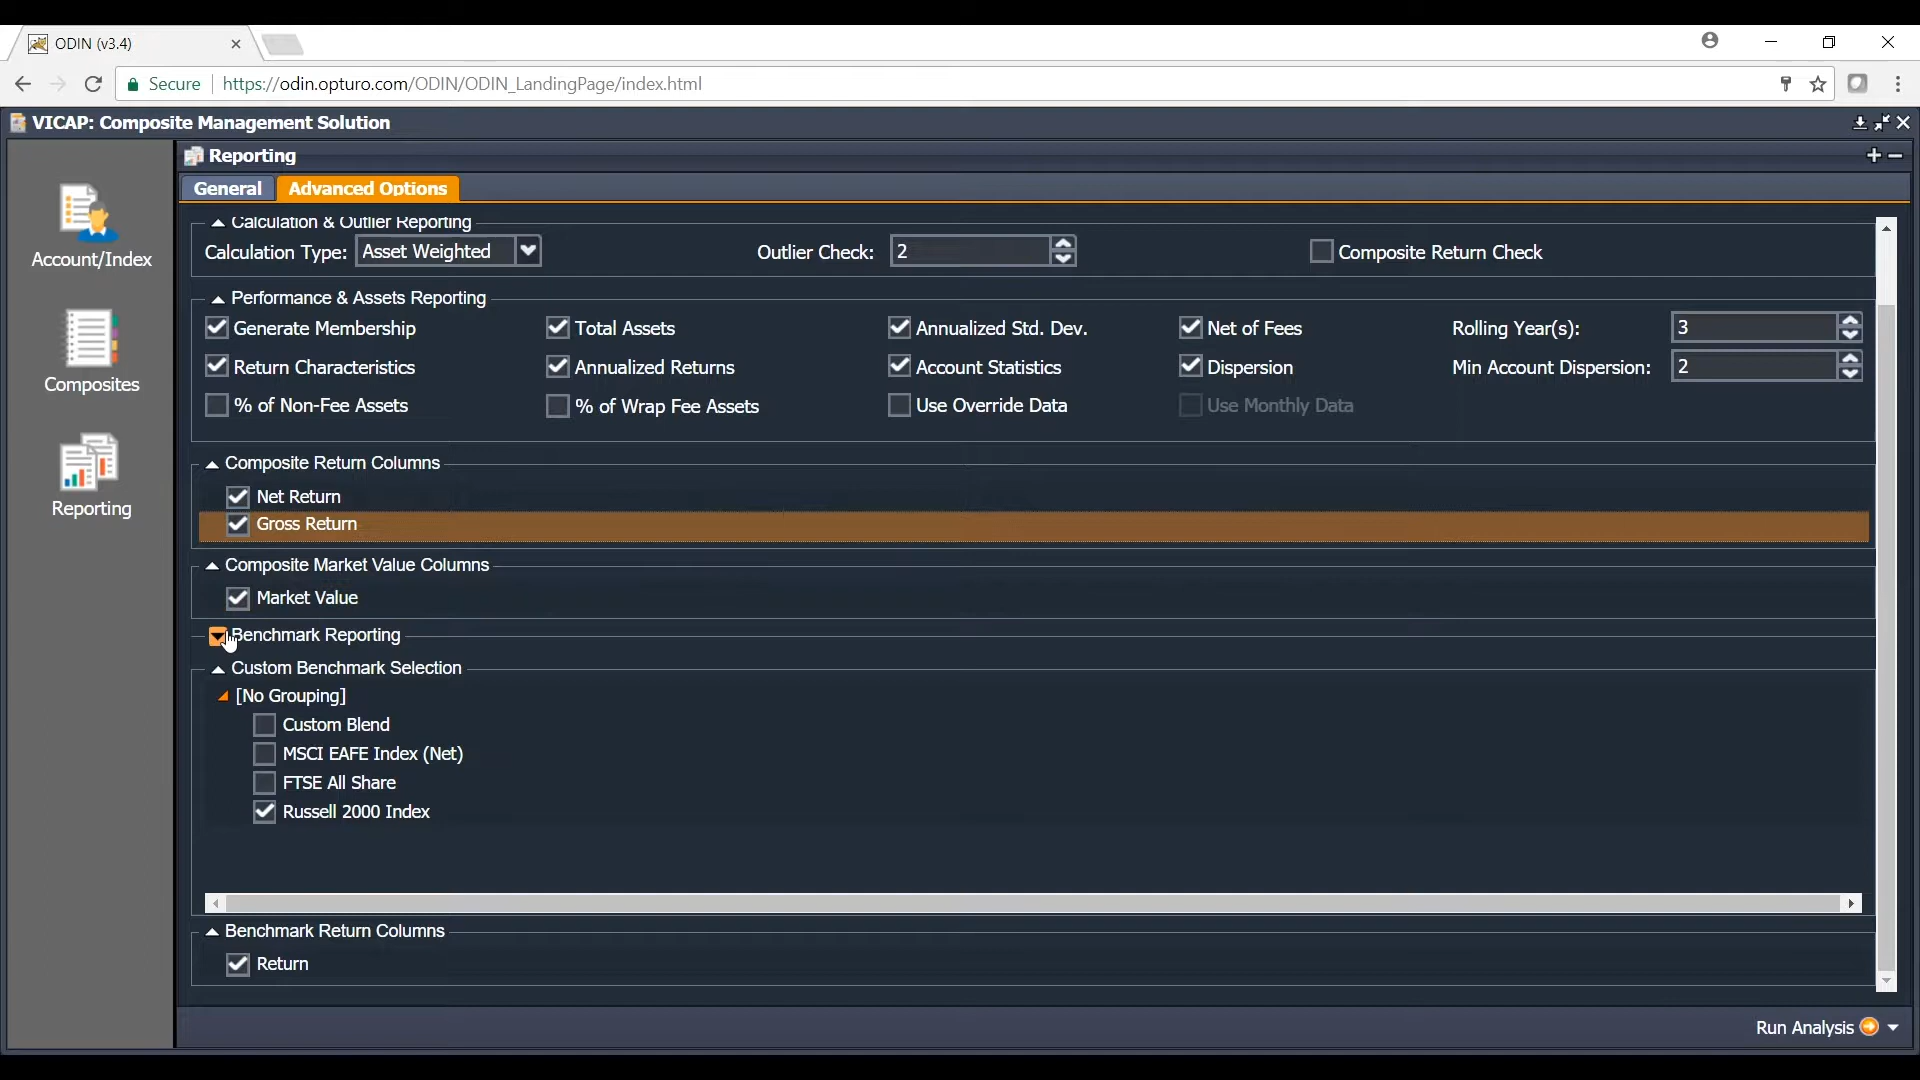 ODIN (v3.4)
Secure https://odin.opturo.com/ODIN/ODIN_LandingPage/index.html
VICAP: Composite Management Solution
Reporting
General Advanced Options
Calculation & Outlier Reporting
Calculation Type: Asset Weighted Outlier Check: 2 Composite Return Check
Performance & Assets Reporting
Generate Membership Total Assets Annualized Std. Dev. Net of Fees Rolling Year(s): 3
Return Characteristics Annualized Returns Account Statistics Dispersion Min Account Dispersion: 2
% of Non-Fee Assets % of Wrap Fee Assets Use Override Data Use Monthly Data
Composite Return Columns
Net Return
Gross Return
Composite Market Value Columns
Market Value
Benchmark Reporting
Custom Benchmark Selection
[No Grouping]
Custom Blend
MSCI EAFE Index (Net)
FTSE All Share
Russell 2000 Index
Benchmark Return Columns
Return
Account/Index
Composites
Reporting
Run Analysis